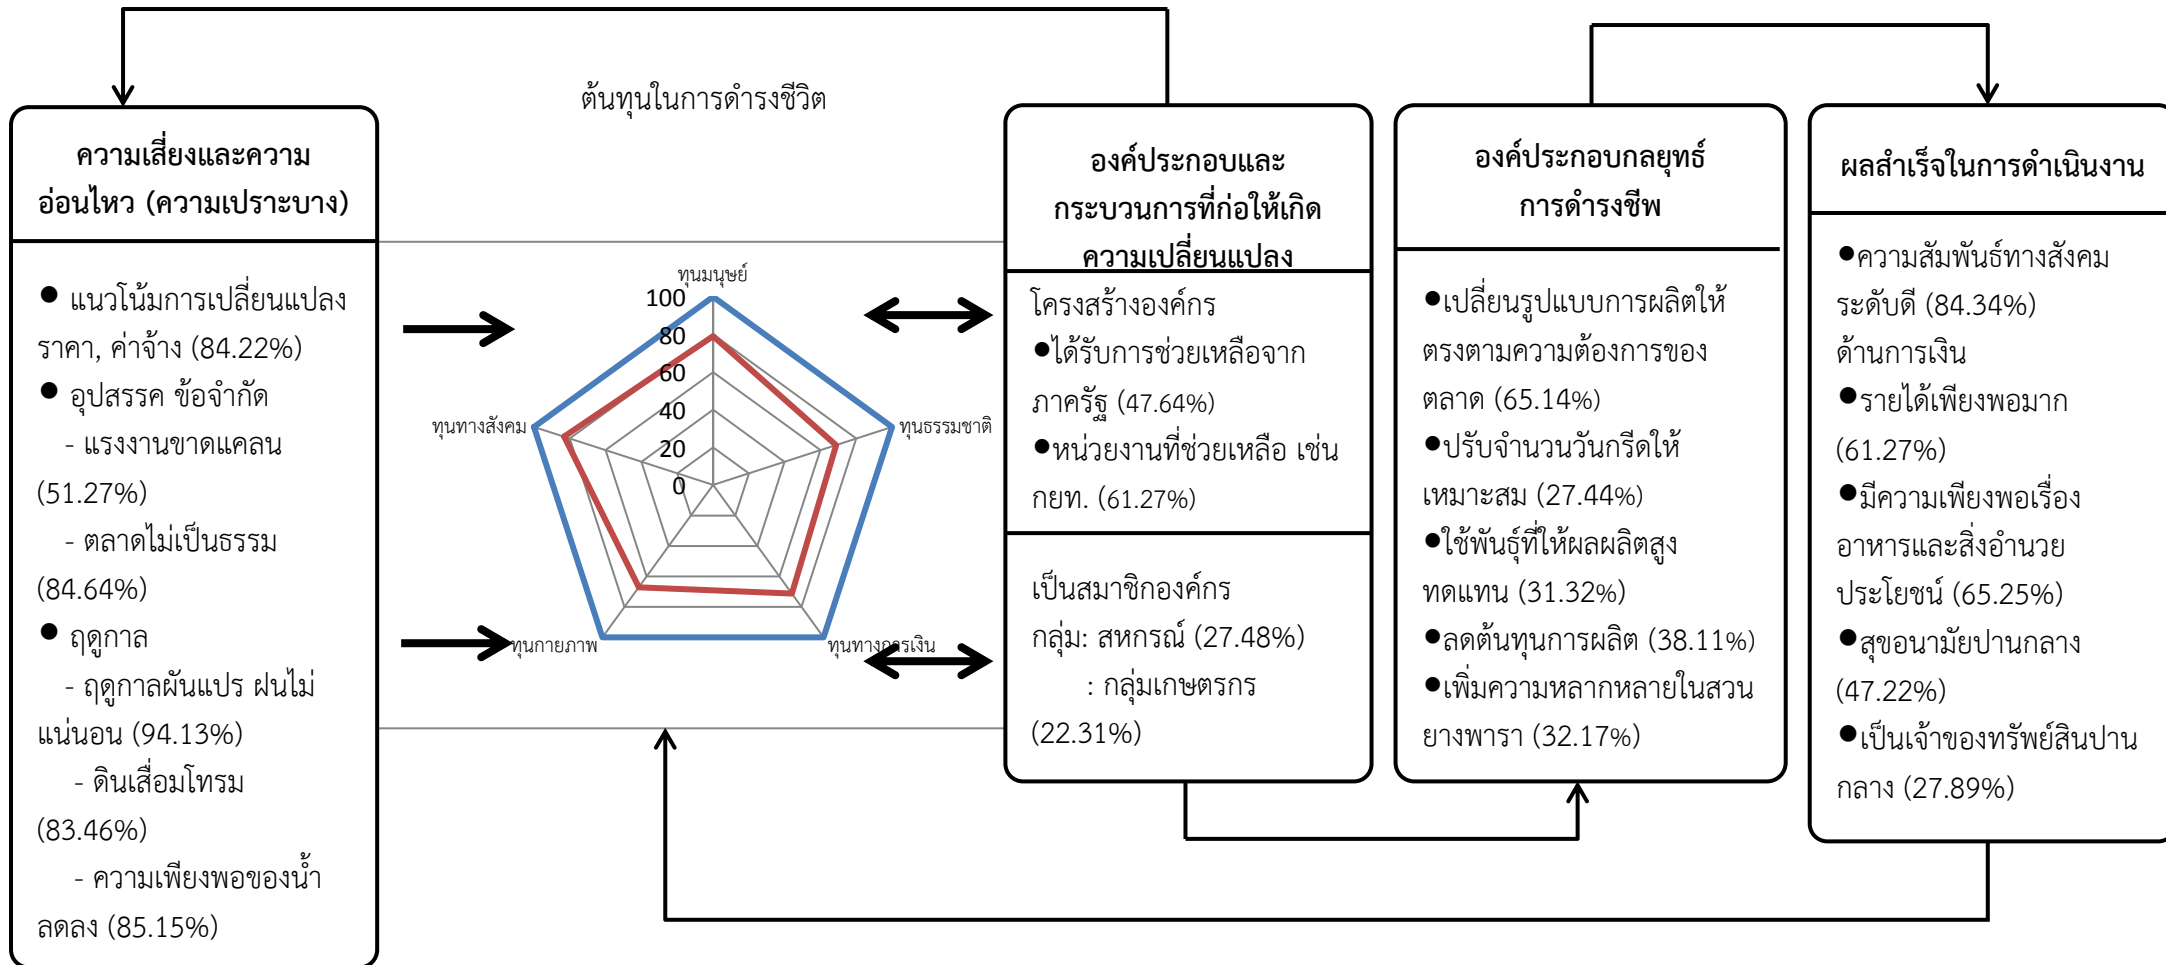 ต้นทุนในการดำรงชีวิต
ความเสี่ยงและความ
อ่อนไหว (ความเปราะบาง)
● แนวโน้มการเปลี่ยนแปลง
ราคา, ค่าจ้าง (84.22%)
● อุปสรรค ข้อจำกัด
- แรงงานขาดแคลน
(51.27%)
- ตลาดไม่เป็นธรรม
(84.64%)
● ฤดูกาล
- ฤดูกาลผันแปร ฝนไม่
แน่นอน (94.13%)
- ดินเสื่อมโทรม
(83.46%)
- ความเพียงพอของน้ำ
ลดลง (85.15%)
ทุนมนุษย์
100
80
60
40
20
0
ทุนทางสังคม
ทุนธรรมชาติ
ทุนกายภาพ
ทุนทางการเงิน
องค์ประกอบและ
กระบวนการที่ก่อให้เกิด
ความเปลี่ยนแปลง
โครงสร้างองค์กร
●ได้รับการช่วยเหลือจาก
ภาครัฐ (47.64%)
●หน่วยงานที่ช่วยเหลือ เช่น
กยท. (61.27%)
เป็นสมาชิกองค์กร
กลุ่ม: สหกรณ์ (27.48%)
: กลุ่มเกษตรกร
(22.31%)
องค์ประกอบกลยุทธ์
การดำรงชีพ
●เปลี่ยนรูปแบบการผลิตให้
ตรงตามความต้องการของ
ตลาด (65.14%)
●ปรับจำนวนวันกรีดให้
เหมาะสม (27.44%)
●ใช้พันธุ์ที่ให้ผลผลิตสูง
ทดแทน (31.32%)
●ลดต้นทุนการผลิต (38.11%)
●เพิ่มความหลากหลายในสวน
ยางพารา (32.17%)
ผลสำเร็จในการดำเนินงาน
●ความสัมพันธ์ทางสังคม
ระดับดี (84.34%)
ด้านการเงิน
●รายได้เพียงพอมาก
(61.27%)
●มีความเพียงพอเรื่อง
อาหารและสิ่งอำนวย
ประโยชน์ (65.25%)
●สุขอนามัยปานกลาง
(47.22%)
●เป็นเจ้าของทรัพย์สินปาน
กลาง (27.89%)